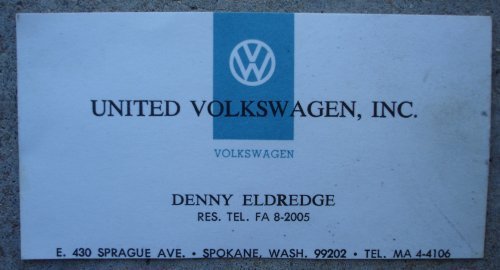 VW
UNITED VOLKSWAGEN, INC.
VOLKSWAGEN
DENNY ELDREDGE
RES. TEL. FA 8-2005
E. 430 SPRAGUE AVE. • SPOKANE, WASH. 99202 • TEL. MA 4-4106